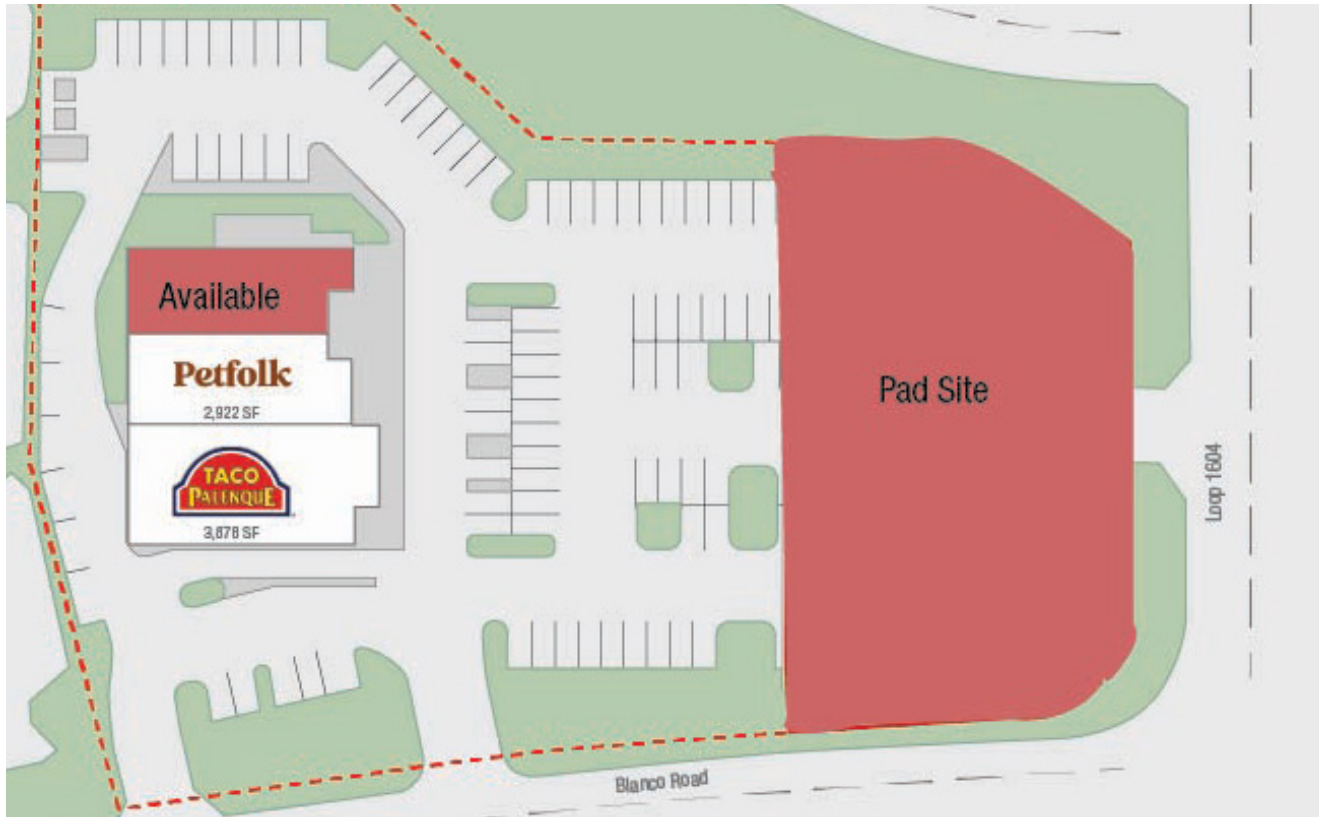 Available
Petfolk
2,922 SF
TACO
PALENQUE
3,878 SF
Pad Site
Loop 1604
Blanco Road